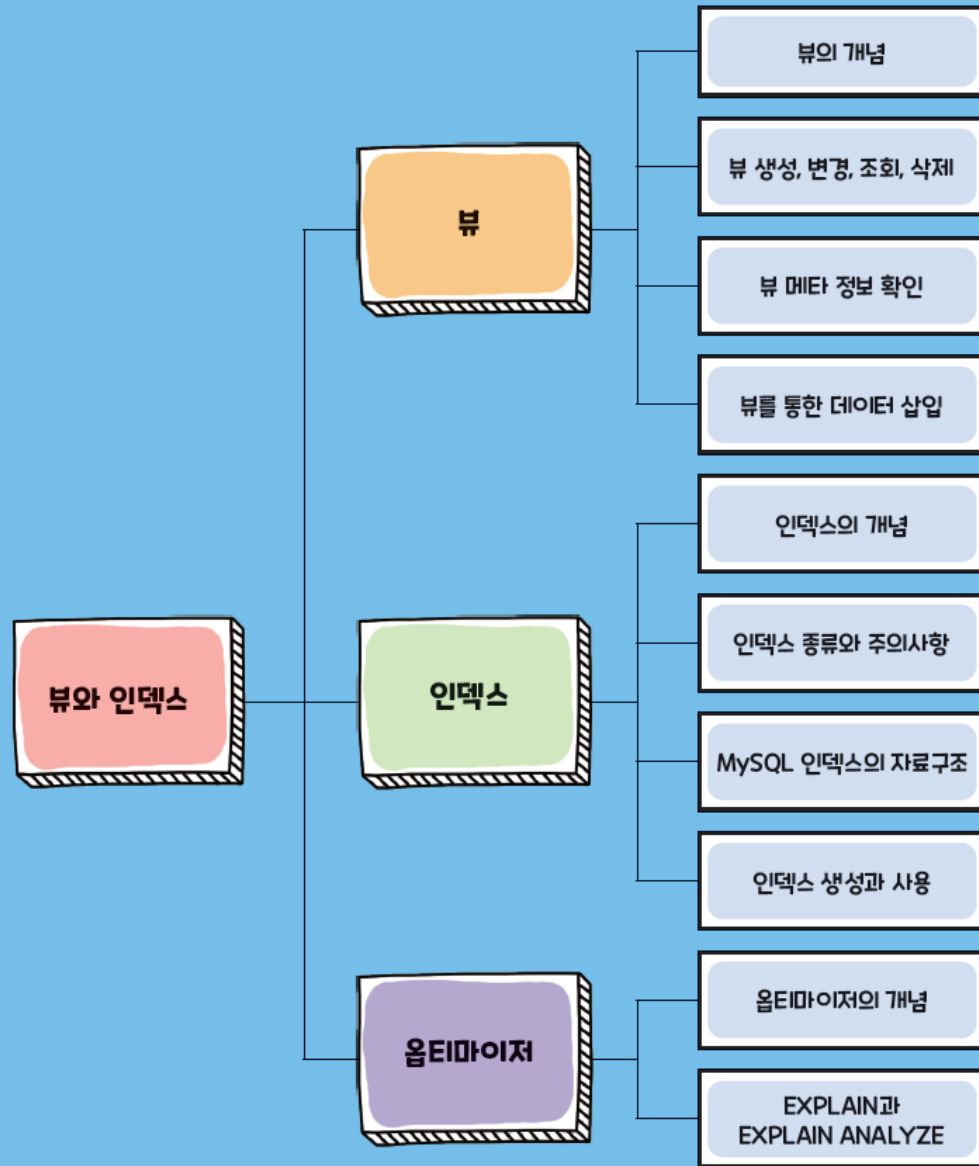 뷰와 인덱스
뷰
뷰의 개념
뷰 생성, 변경, 조회, 삭제
뷰 메타 정보 확인
뷰를 통한 데이터 삽입
인덱스
인덱스의 개념
인덱스 종류와 주의사항
MySQL 인덱스의 자료구조
인덱스 생성과 사용
옵티마이저
옵티마이저의 개념
EXPLAIN과
EXPLAIN ANALYZE